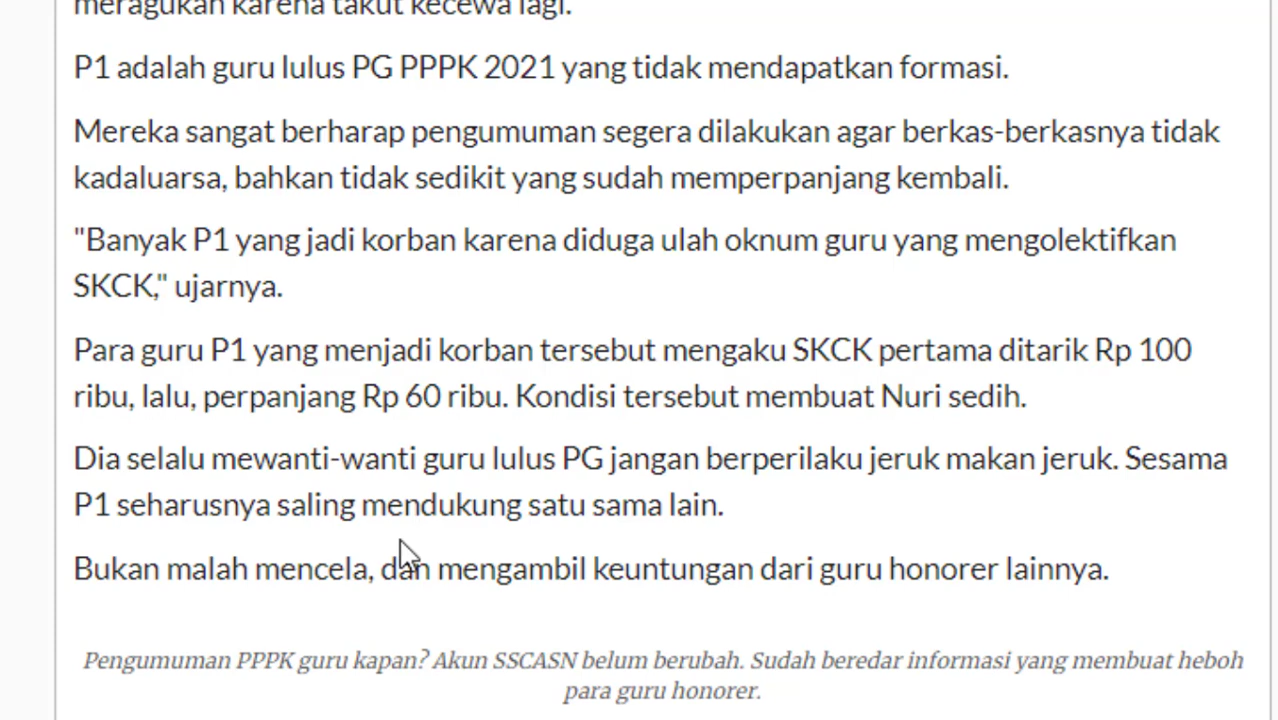 meragukan karena takut kecewa lagi.
P1 adalah guru lulus PG PPPK 2021 yang tidak mendapatkan formasi.
Mereka sangat berharap pengumuman segera dilakukan agar berkas-berkasnya tidak
kadaluarsa, bahkan tidak sedikit yang sudah memperpanjang kembali.
"Banyak P1 yang jadi korban karena diduga ulah oknum guru yang mengolektifkan
SKCK," ujarnya.
Para guru P1 yang menjadi korban tersebut mengaku SKCK pertama ditarik Rp 100
ribu, lalu, perpanjang Rp 60 ribu. Kondisi tersebut membuat Nuri sedih.
Dia selalu mewanti-wanti guru lulus PG jangan berperilaku jeruk makan jeruk. Sesama
P1 seharusnya saling mendukung satu sama lain.
Bukan malah mencela, dan mengambil keuntungan dari guru honorer lainnya.
Pengumuman PPPK guru kapan? Akun SSCASN belum berubah. Sudah beredar informasi yang membuat heboh
para guru honorer.